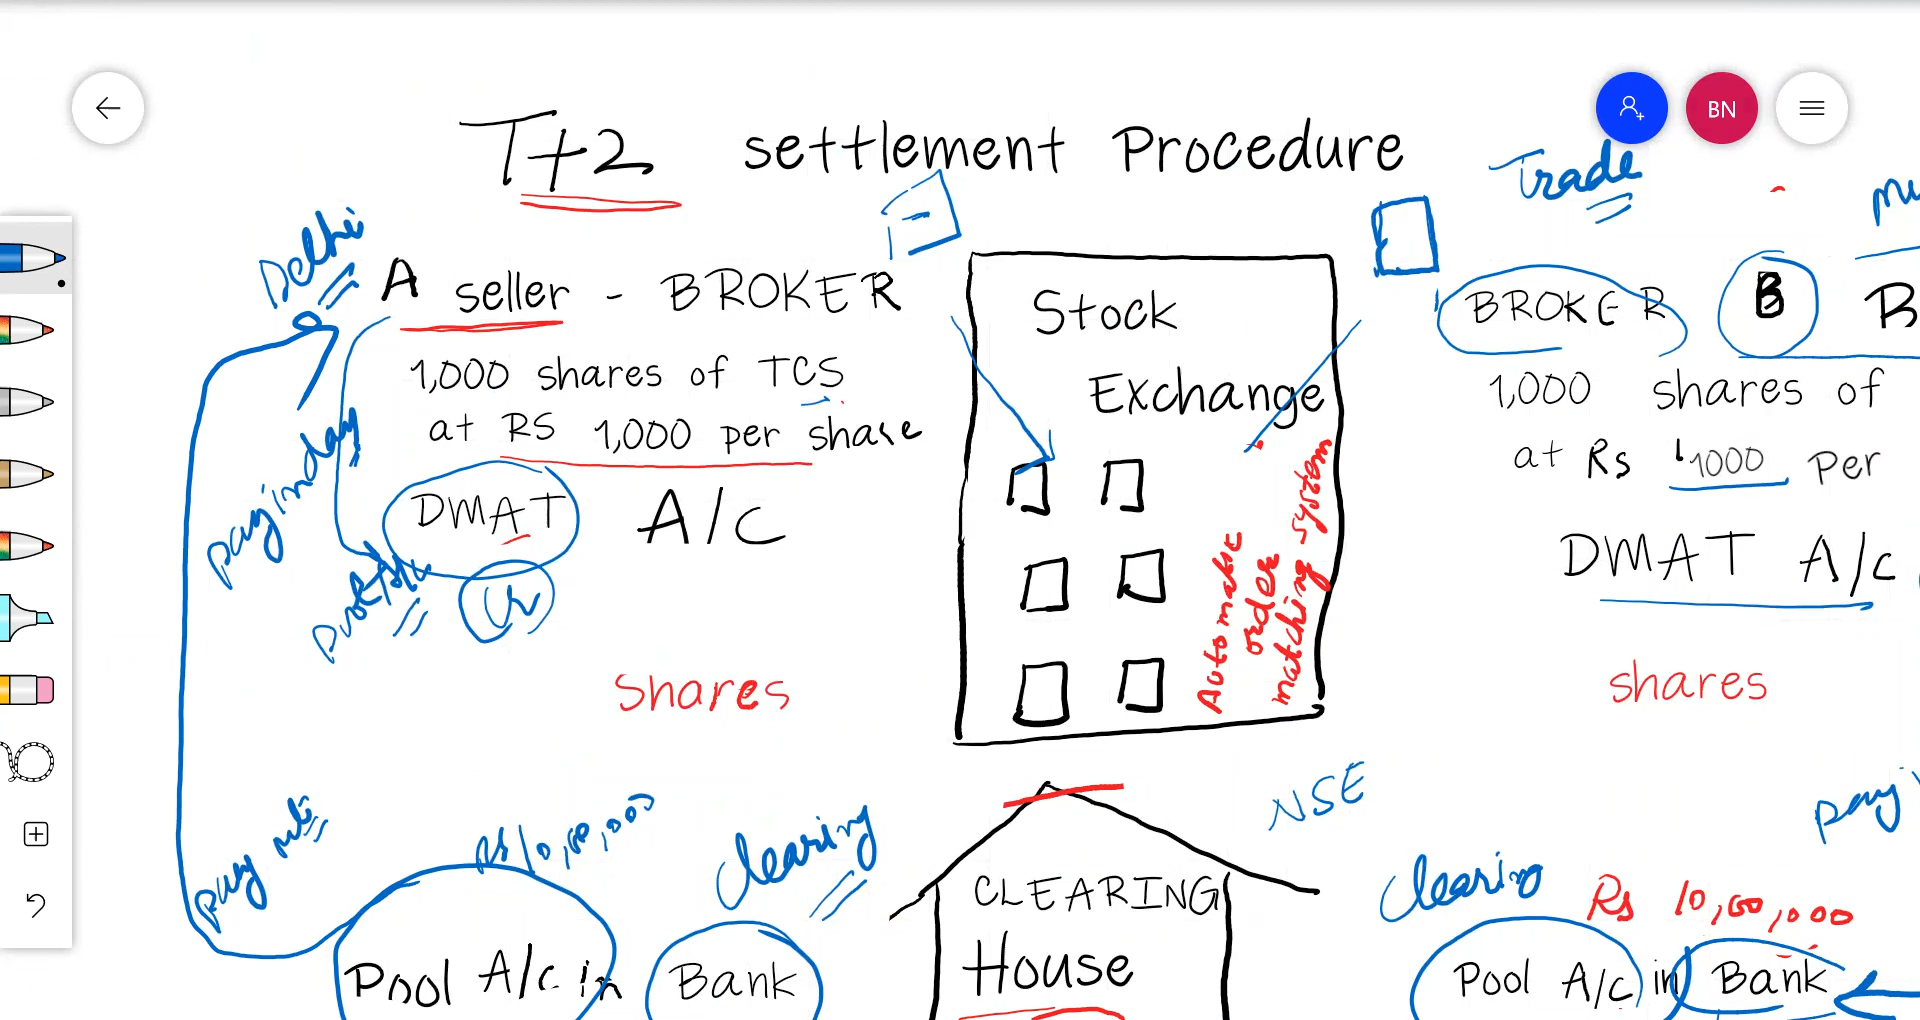 T+2 settlement Procedure
BN
Trade
Delhi
A seller - BROKER
1,000 shares of TCS
at RS 1,000 per share
DMAT A/c
pay in day
Shares
Stock
Exchange
Automatic
order
matching system
BROKER B
1,000 shares of
at Rs 1000 per
DMAT A/c
shares
NSE
pay
Rs 10,00,000
clearing
CLEARING
House
Pool A/c in Bank
clearing
Rs 10,00,000
Pool A/c in Bank